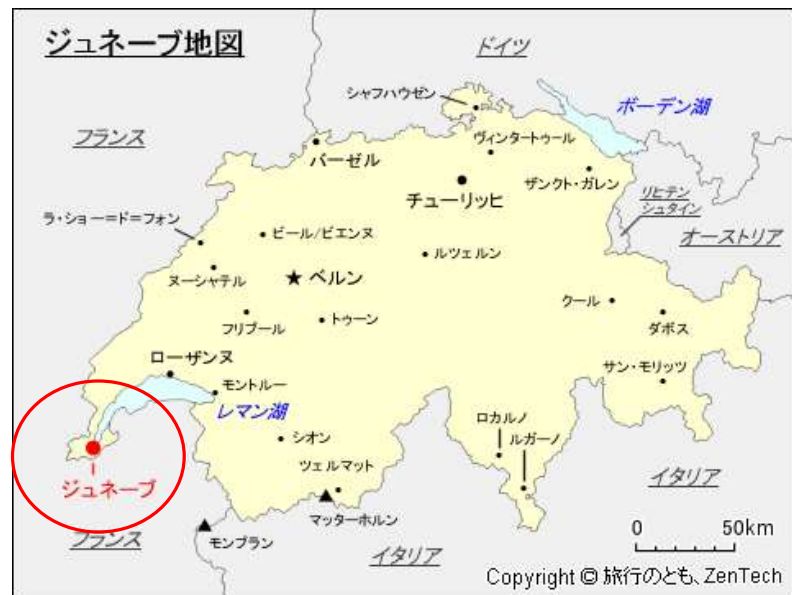 ジュネーブ地図
ドイツ
シャフハウゼン
ボーデン湖
フランス
バーゼル
ヴィンタートゥール
チューリッヒ
ザンクト・ガレン
リヒテン
シュタイン
オーストリア
ラ・ショー=ド=フォン
ビール/ビエンヌ
ルツェルン
ヌーシャテル
ベルン
クール
フリブール
トゥーン
ダボス
ローザンヌ
モントルー
サン・モリッツ
レマン湖
ロカルノ
ルガーノ
シオン
ツェルマット
ジュネーブ
マッターホルン
イタリア
フランス
モンブラン
イタリア
0 50km
Copyright © 旅行のとも、ZenTech